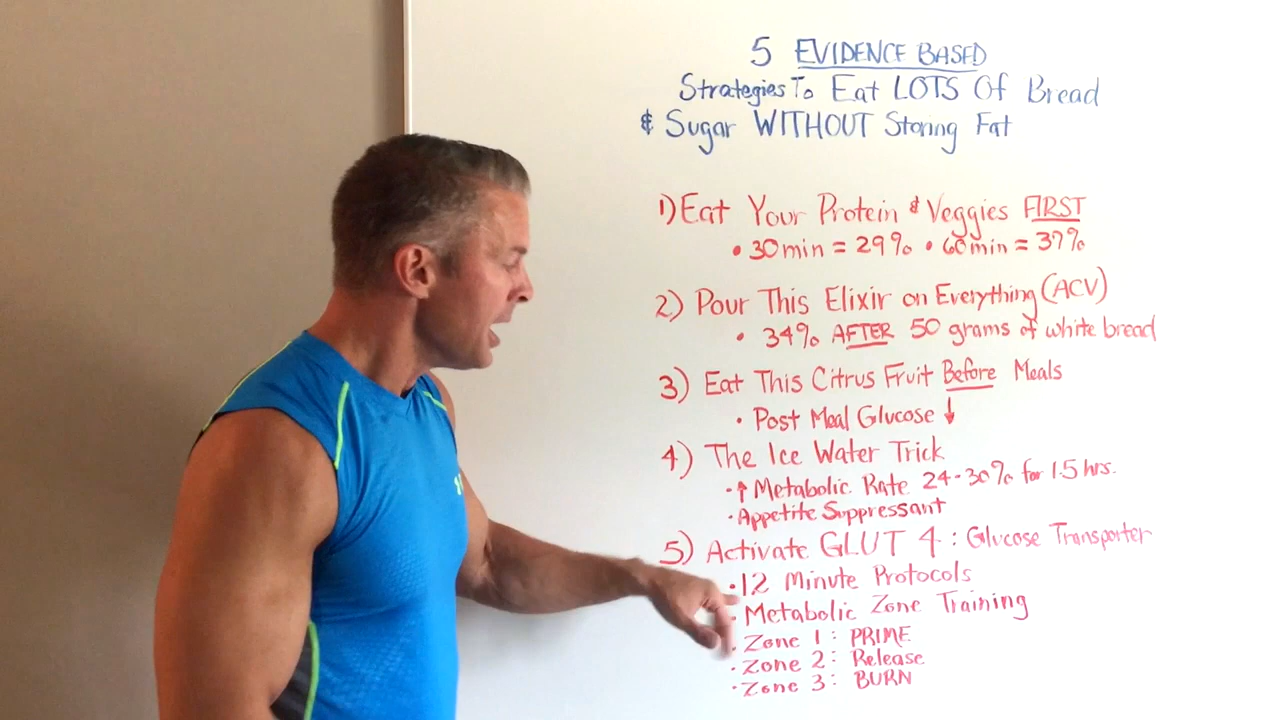 5 EVIDENCE BASED
Strategies To Eat LOTS Of Bread
& Sugar WITHOUT Storing Fat
1) Eat Your Protein & Veggies FIRST
• 30 min = 29% • 60 min = 37%
2) Pour This Elixir on Everything (ACV)
• 34% AFTER 50 grams of white bread
3) Eat This Citrus Fruit Before Meals
• Post Meal Glucose ↓
4) The Ice Water Trick
• ↑ Metabolic Rate 24-30% for 1.5 hrs.
• Appetite Suppressant
5) Activate GLUT 4 : Glucose Transporter
• 12 Minute Protocols
• Metabolic Zone Training
• Zone 1 : PRIME
• Zone 2 : Release
• Zone 3 : BURN